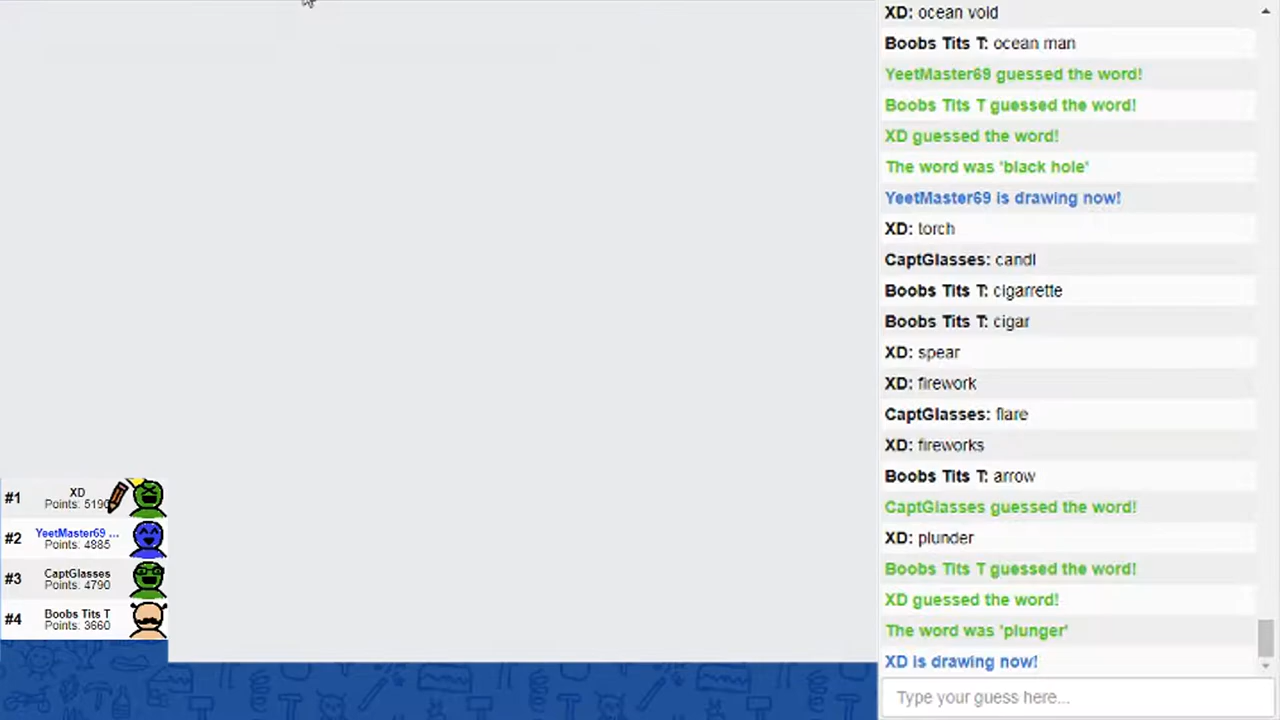 XD: ocean void
Boobs Tits T: ocean man
YeetMaster69 guessed the word!
Boobs Tits T guessed the word!
XD guessed the word!
The word was 'black hole'
YeetMaster69 is drawing now!
XD: torch
CaptGlasses: candl
Boobs Tits T: cigarrette
Boobs Tits T: cigar
XD: spear
XD: firework
CaptGlasses: flare
XD: fireworks
Boobs Tits T: arrow
CaptGlasses guessed the word!
XD: plunder
Boobs Tits T guessed the word!
XD guessed the word!
The word was 'plunger'
XD is drawing now!
Type your guess here...
#1 XD
Points: 5190
#2 YeetMaster69 ...
Points: 4885
#3 CaptGlasses
Points: 4790
#4 Boobs Tits T
Points: 3660